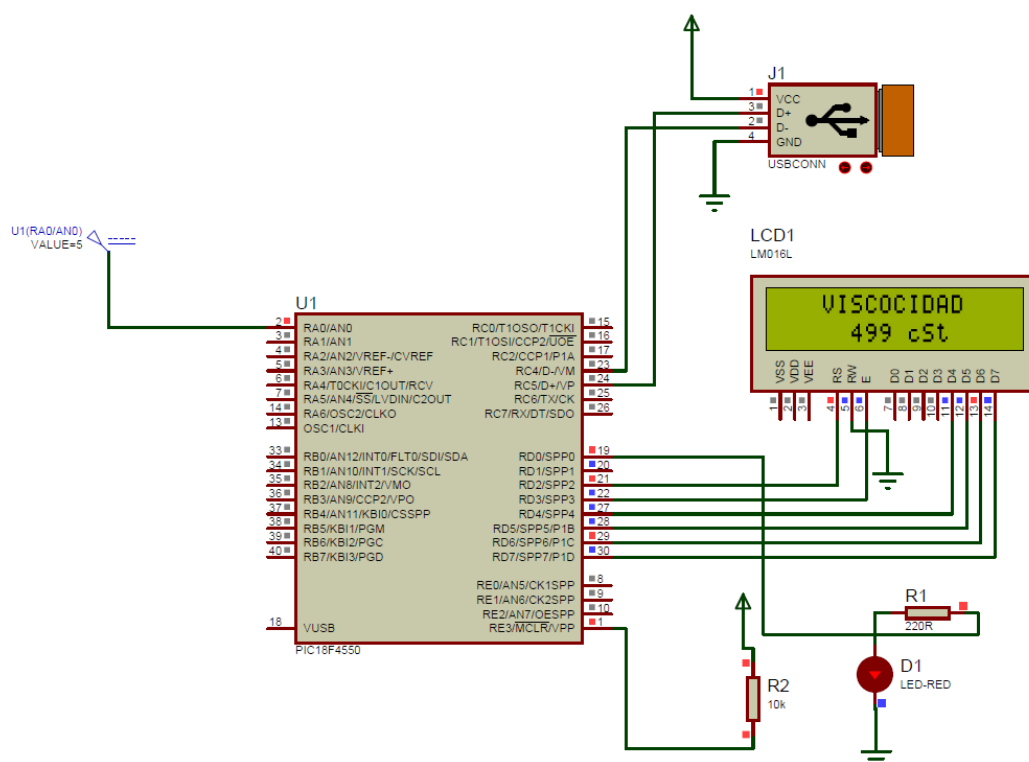 J1
1 VCC
3 D+
2 D-
4 GND
USBCONN
U1(RA0/AN0)
VALUE=5
LCD1
LM016L
VISCOCIDAD
499 cSt
VSS VDD VEE RS RW E D0 D1 D2 D3 D4 D5 D6 D7
1 2 3 4 5 6 7 8 9 10 11 12 13 14
U1
2 RA0/AN0 RC0/T1OSO/T1CKI 15
3 RA1/AN1 RC1/T1OSI/CCP2/UOE 16
4 RA2/AN2/VREF-/CVREF RC2/CCP1/P1A 17
5 RA3/AN3/VREF+ RC4/D-/VM 23
6 RA4/T0CKI/C1OUT/RCV RC5/D+/VP 24
7 RA5/AN4/SS/LVDIN/C2OUT RC6/TX/CK 25
14 RA6/OSC2/CLKO RC7/RX/DT/SDO 26
13 OSC1/CLKI
33 RB0/AN12/INT0/FLT0/SDI/SDA RD0/SPP0 19
34 RB1/AN10/INT1/SCK/SCL RD1/SPP1 20
35 RB2/AN8/INT2/VMO RD2/SPP2 21
36 RB3/AN9/CCP2/VPO RD3/SPP3 22
37 RB4/AN11/KBI0/CSSPP RD4/SPP4 27
38 RB5/KBI1/PGM RD5/SPP5/P1B 28
39 RB6/KBI2/PGC RD6/SPP6/P1C 29
40 RB7/KBI3/PGD RD7/SPP7/P1D 30
RE0/AN5/CK1SPP 8
RE1/AN6/CK2SPP 9
RE2/AN7/OESPP 10
18 VUSB RE3/MCLR/VPP 1
PIC18F4550
R1
220R
D1
LED-RED
R2
10k